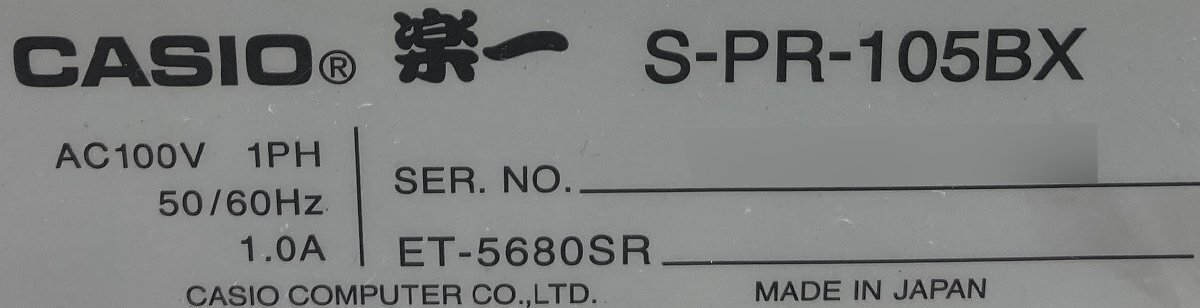 CASIO® 楽一 S-PR-105BX
AC100V 1PH
50/60Hz
1.0A
SER. NO.
ET-5680SR
CASIO COMPUTER CO.,LTD. MADE IN JAPAN